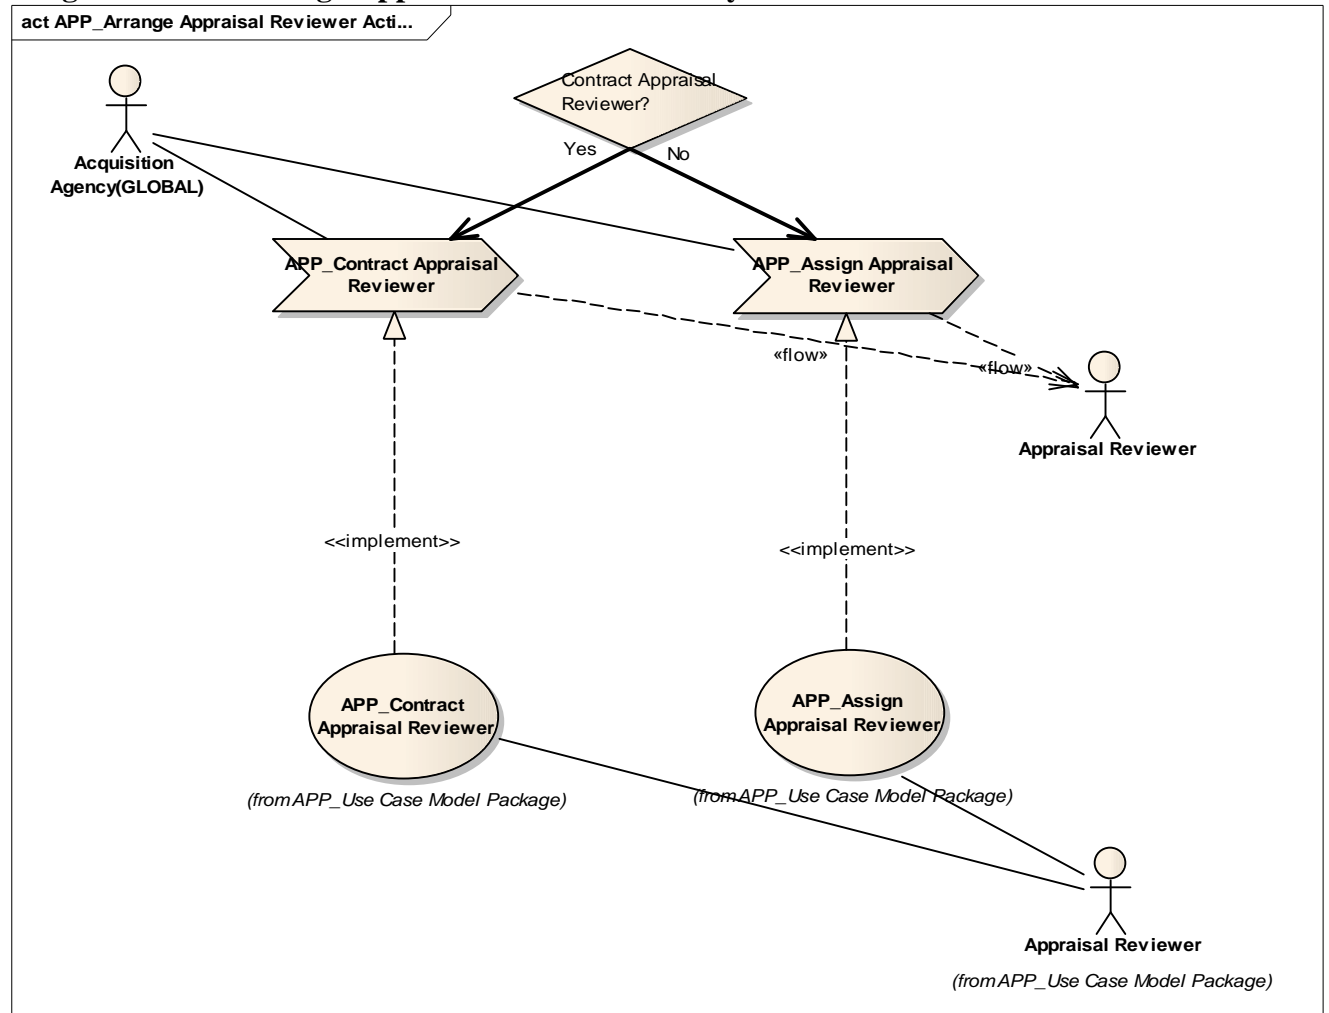 act APP_Arrange Appraisal Reviewer Acti...
Contract Appraisal
Reviewer?
Yes
No
Acquisition
Agency(GLOBAL)
APP_Contract Appraisal
Reviewer
APP_Assign Appraisal
Reviewer
«flow»
«flow»
Appraisal Reviewer
<<implement>>
<<implement>>
APP_Contract
Appraisal Reviewer
APP_Assign
Appraisal Reviewer
(from APP_Use Case Model Package)
(from APP_Use Case Model Package)
Appraisal Reviewer
(from APP_Use Case Model Package)